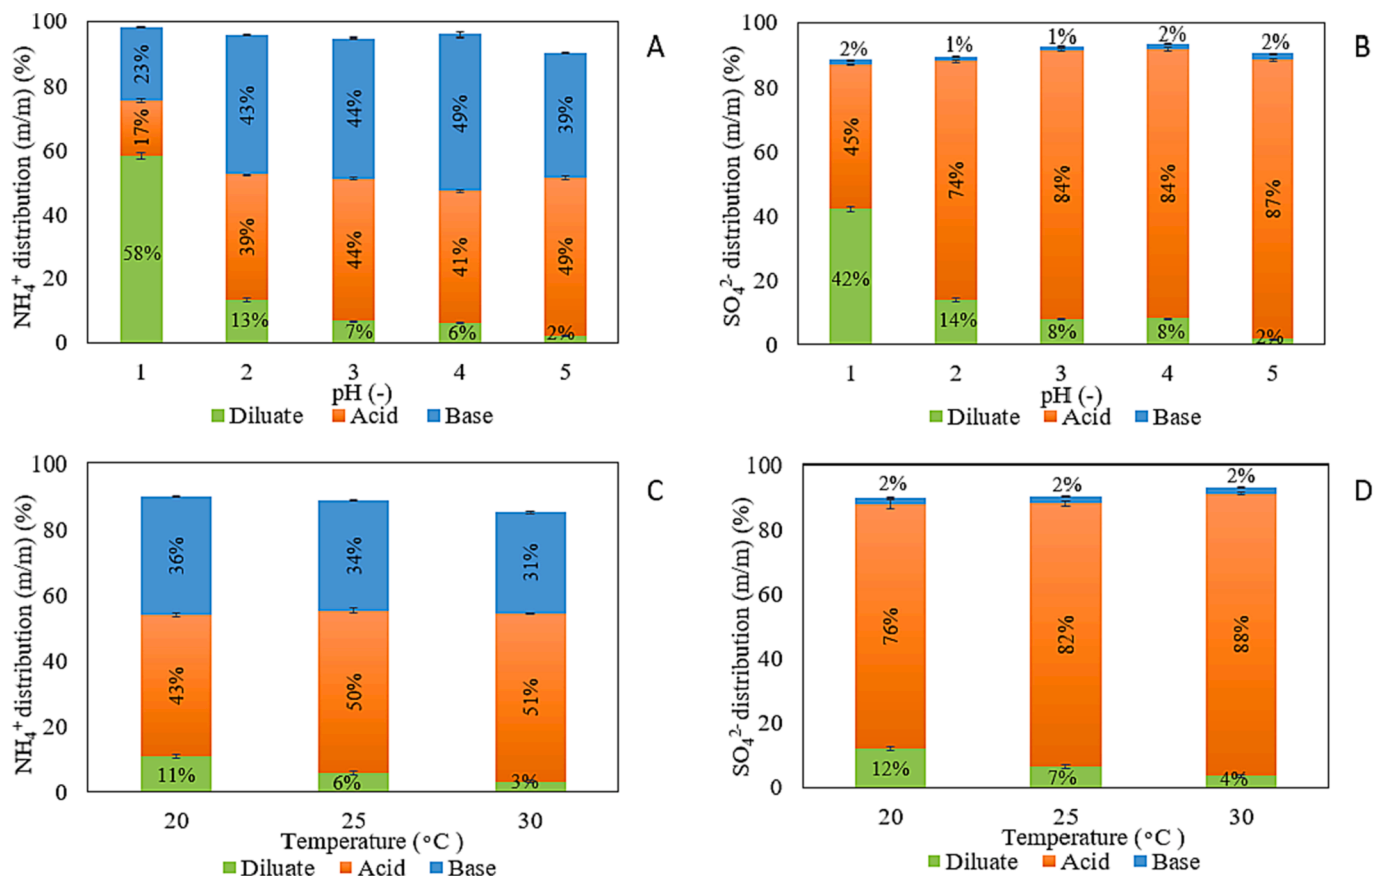 A
NH₄⁺ distribution (m/m) (%)
100
80
60
40
20
0
23% 43% 44% 49% 39%
17% 39% 44% 41% 49%
58% 13% 7% 6% 2%
1 2 3 4 5
pH (-)
Diluate Acid Base
B
SO₄²⁻ distribution (m/m) (%)
100
80
60
40
20
0
2% 1% 1% 2% 2%
45% 74% 84% 84% 87%
42% 14% 8% 8% 2%
1 2 3 4 5
pH (-)
Diluate Acid Base
C
NH₄⁺ distribution (m/m) (%)
100
80
60
40
20
0
36% 34% 31%
43% 50% 51%
11% 6% 3%
20 25 30
Temperature (°C )
Diluate Acid Base
D
SO₄²⁻ distribution (m/m) (%)
100
80
60
40
20
0
2% 2% 2%
76% 82% 88%
12% 7% 4%
20 25 30
Temperature (°C )
Diluate Acid Base